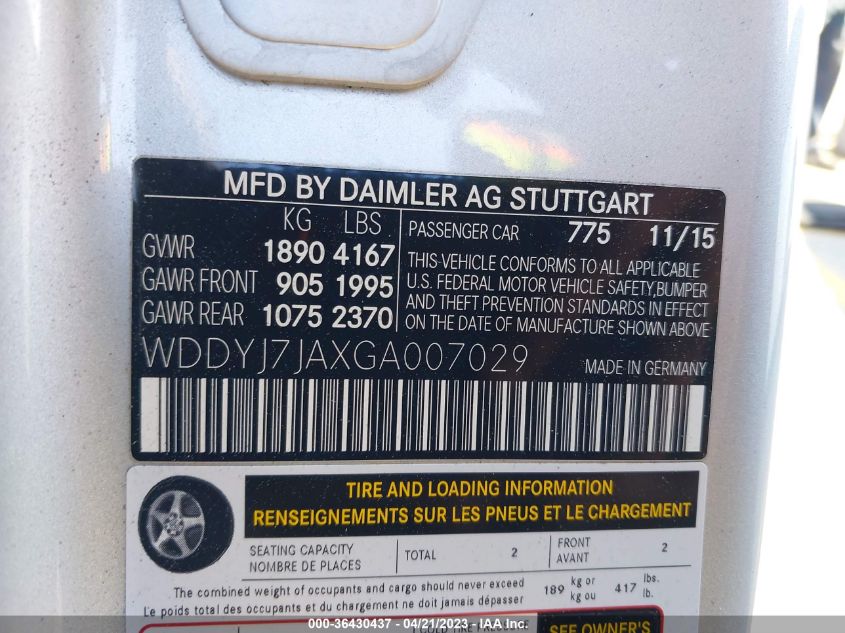 MFD BY DAIMLER AG STUTTGART
KG LBS
GVWR 1890 4167
GAWR FRONT 905 1995
GAWR REAR 1075 2370
PASSENGER CAR 775 11/15
THIS VEHICLE CONFORMS TO ALL APPLICABLE
U.S. FEDERAL MOTOR VEHICLE SAFETY,BUMPER
AND THEFT PREVENTION STANDARDS IN EFFECT
ON THE DATE OF MANUFACTURE SHOWN ABOVE
WDDYJ7JAXGA007029 MADE IN GERMANY
TIRE AND LOADING INFORMATION
RENSEIGNEMENTS SUR LES PNEUS ET LE CHARGEMENT
SEATING CAPACITY
NOMBRE DE PLACES
TOTAL 2
FRONT
AVANT
2
The combined weight of occupants and cargo should never exceed
Le poids total des occupants et du chargement ne doit jamais dépasser
189 kg or
kg ou
417 lbs.
lb.
SEE OWNER'S
000-36430437 - 04/21/2023 - IAA Inc.